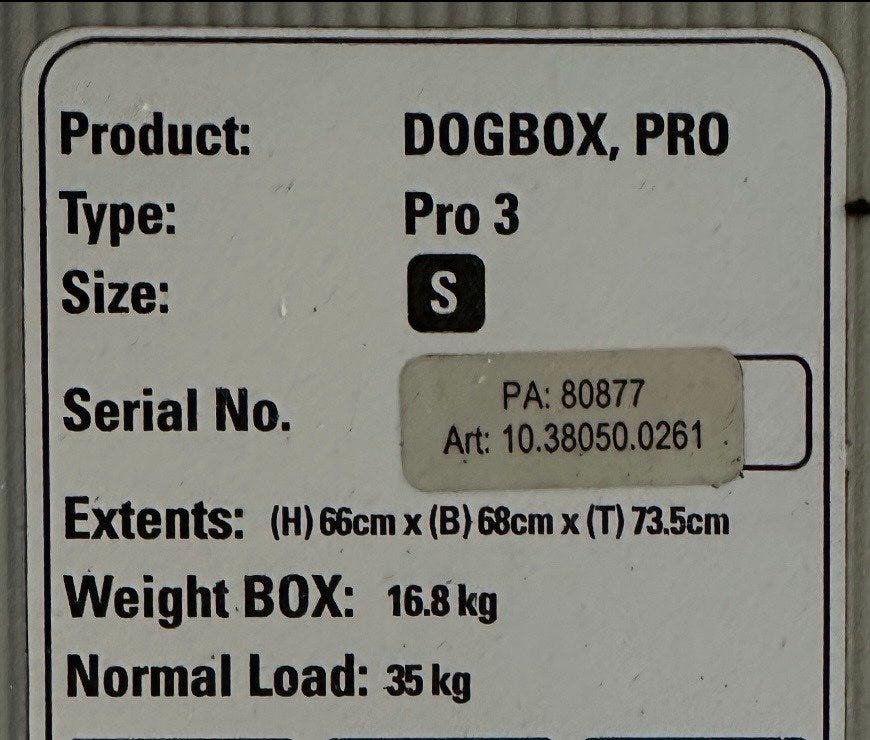 Product: DOGBOX, PRO
Type: Pro 3
Size: S
Serial No. PA: 80877
Art: 10.38050.0261
Extents: (H) 66cm x (B) 68cm x (T) 73.5cm
Weight BOX: 16.8 kg
Normal Load: 35 kg